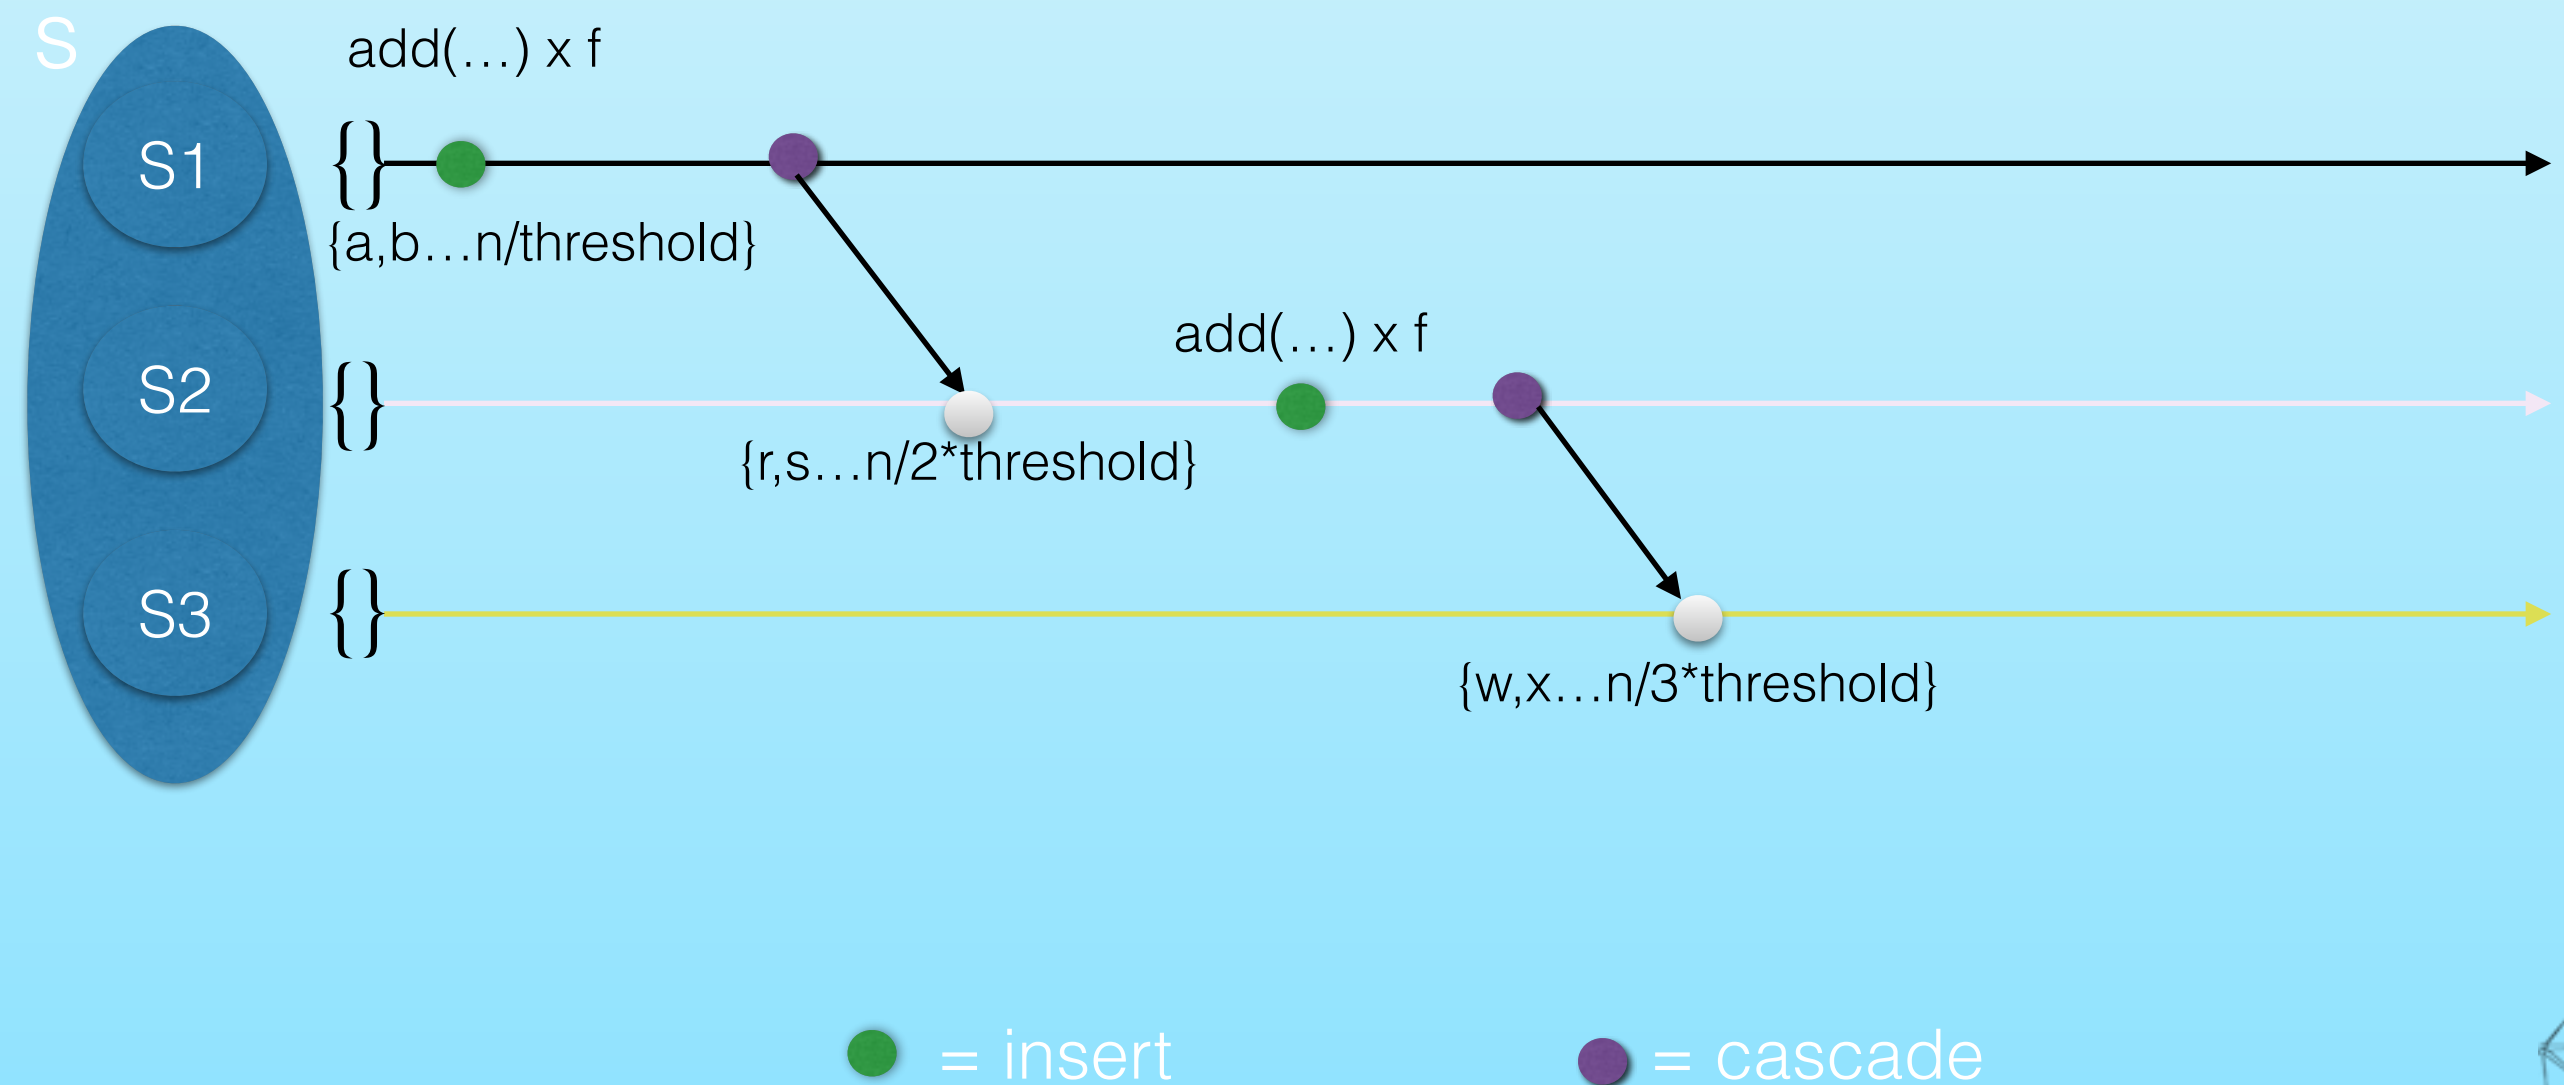 S
add(…) x f
S1
{}
{a,b…n/threshold}
add(…) x f
S2
{}
{r,s…n/2*threshold}
S3
{}
{w,x…n/3*threshold}
= insert
= cascade